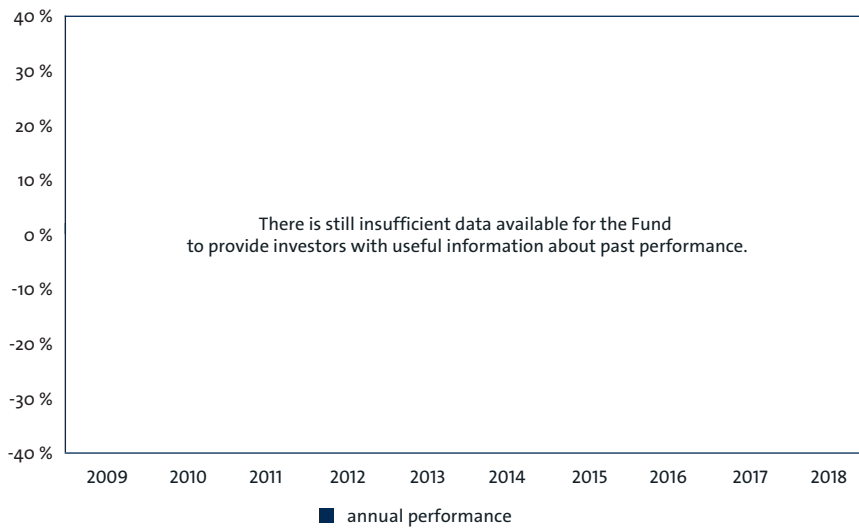 40 %
30 %
20 %
10 %
0 %
-10 %
-20 %
-30 %
-40 %
There is still insufficient data available for the Fund
to provide investors with useful information about past performance.
2009 2010 2011 2012 2013 2014 2015 2016 2017 2018
annual performance